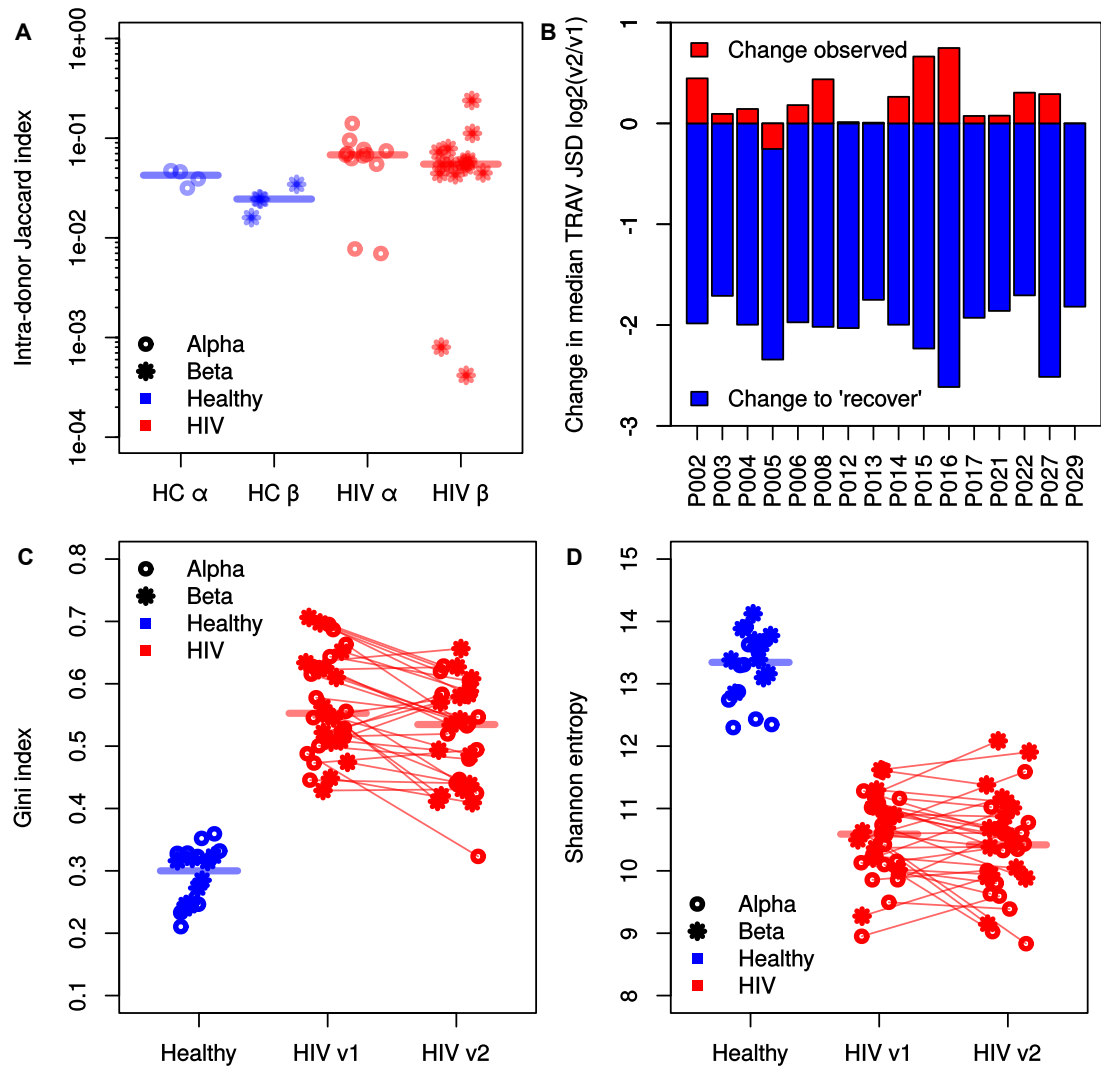 A
Intra-donor Jaccard index
1e+00
1e-01
1e-02
1e-03
1e-04
Alpha
Beta
Healthy
HIV
HC α
HC β
HIV α
HIV β
B
Change in median TRAV JSD log2(v2/v1)
1
0
-1
-2
-3
Change observed
Change to 'recover'
P002
P003
P004
P005
P006
P008
P012
P013
P014
P015
P016
P017
P021
P022
P027
P029
C
Gini index
0.8
0.7
0.6
0.5
0.4
0.3
0.2
0.1
Alpha
Beta
Healthy
HIV
Healthy
HIV v1
HIV v2
D
Shannon entropy
15
14
13
12
11
10
9
8
Alpha
Beta
Healthy
HIV
Healthy
HIV v1
HIV v2